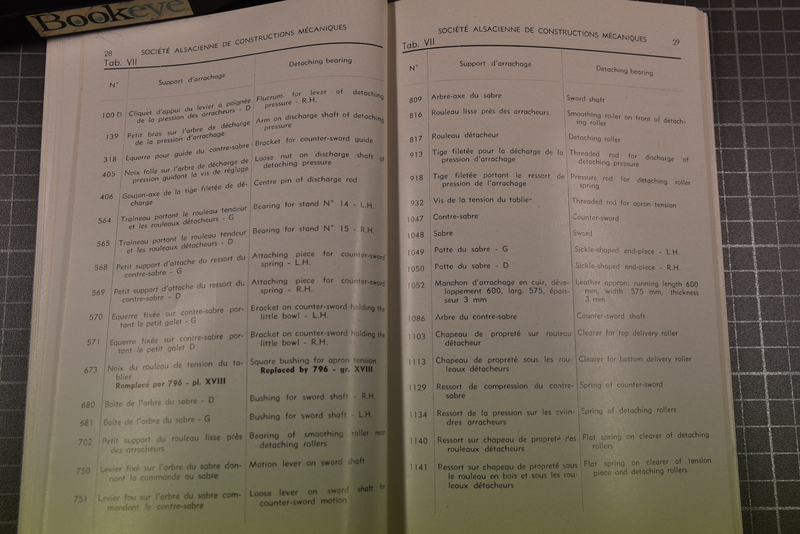 Bookeye
28
SOCIÉTÉ ALSACIENNE DE CONSTRUCTIONS MÉCANIQUES
Tab. VII
N°
Support d'arrachage
Detaching bearing
100 D
Cliquet d'appui du levier à poignée
de la pression des arracheurs - D
Flucrum for lever of detaching
pressure - R.H.
139
Petit bras sur l'arbre de décharge
de la pression d'arrachage
Arm on discharge shaft of detaching
pressure
318
Equerre pour guide du contre-sabre
Bracket for counter-sword guide
405
Noix folle sur l'arbre de décharge de
pression guidant la vis de réglage
Loose nut on discharge shaft of
detaching pressure
406
Goujon-axe de la tige filetée de dé-
charge
Centre pin of discharge rod
564
Traîneau portant le rouleau tendeur
et les rouleaux détacheurs - G
Bearing for stand N° 14 - L.H.
565
Traîneau portant le rouleau tendeur
et les rouleaux détacheurs - D
Bearing for stand N° 15 - R.H.
568
Petit support d'attache du ressort du
contre-sabre - G
Attaching piece for counter-sword
spring - L.H.
569
Petit support d'attache du ressort du
contre-sabre - D
Attaching piece for counter-sword
spring - R.H.
570
Equerre fixée sur contre-sabre por-
tant le petit galet - G
Bracket on counter-sword holding the
little bowl - L.H.
571
Equerre fixée sur contre-sabre por-
tant le petit galet D
Bracket on counter-sword holding the
little bowl - R.H.
673
Noix du rouleau de tension du ta-
blier
Remplacé par 796 - pl. XVIII
Square bushing for apron tension
Replaced by 796 - gr. XVIII
680
Boîte de l'arbre du sabre - D
Bushing for sword shaft - R.H.
681
Boîte de l'arbre du sabre - G
Bushing for sword shaft - L.H.
702
Petit support du rouleau lisse près
des arracheurs
Bearing of smoothing roller near
detaching rollers
750
Levier fixé sur l'arbre du sabre don-
nant la commande au sabre
Motion lever on sword shaft
751
Levier fou sur l'arbre du sabre com-
mandant le contre-sabre
Loose lever on sword shaft for
counter-sword motion
SOCIÉTÉ ALSACIENNE DE CONSTRUCTIONS MÉCANIQUES
29
Tab. VII
N°
Support d'arrachage
Detaching bearing
809
Arbre-axe du sabre
Sword shaft
816
Rouleau lisse près des arracheurs
Smoothing roller on front of detach-
ing roller
817
Rouleau détacheur
Detaching roller
913
Tige filetée pour la décharge de la
pression d'arrachage
Threaded rod for discharge of
detaching pressure
918
Tige filetée portant le ressort de
pression de l'arrachage
Pressure rod for detaching roller
spring
932
Vis de la tension du tablier
Threaded rod for apron tension
1047
Contre-sabre
Counter-sword
1048
Sabre
Sword
1049
Patte du sabre - G
Sickle-shaped end-piece - L.H.
1050
Patte du sabre - D
Sickle-shaped end-piece - R.H.
1052
Manchon d'arrachage en cuir, déve-
loppement 600, larg. 575, épais-
seur 3 mm
Leather apron: running length 600
mm, width 575 mm, thickness
3 mm
1086
Arbre du contre-sabre
Counter-sword shaft
1103
Chapeau de propreté sur rouleau
détacheur
Clearer for top delivery roller
1113
Chapeau de propreté sous les rou-
leaux détacheurs
Clearer for bottom delivery roller
1129
Ressort de compression du contre-
sabre
Spring of counter-sword
1134
Ressort de la pression sur les cylin-
dres arracheurs
Spring of detaching rollers
1140
Ressort sur chapeau de propreté des
rouleaux détacheurs
Flat spring on clearer of detaching
rollers
1141
Ressort sur chapeau de propreté sous
le rouleau en bois et sous les rou-
leaux détacheurs
Flat spring on clearer of tension
piece and detaching rollers